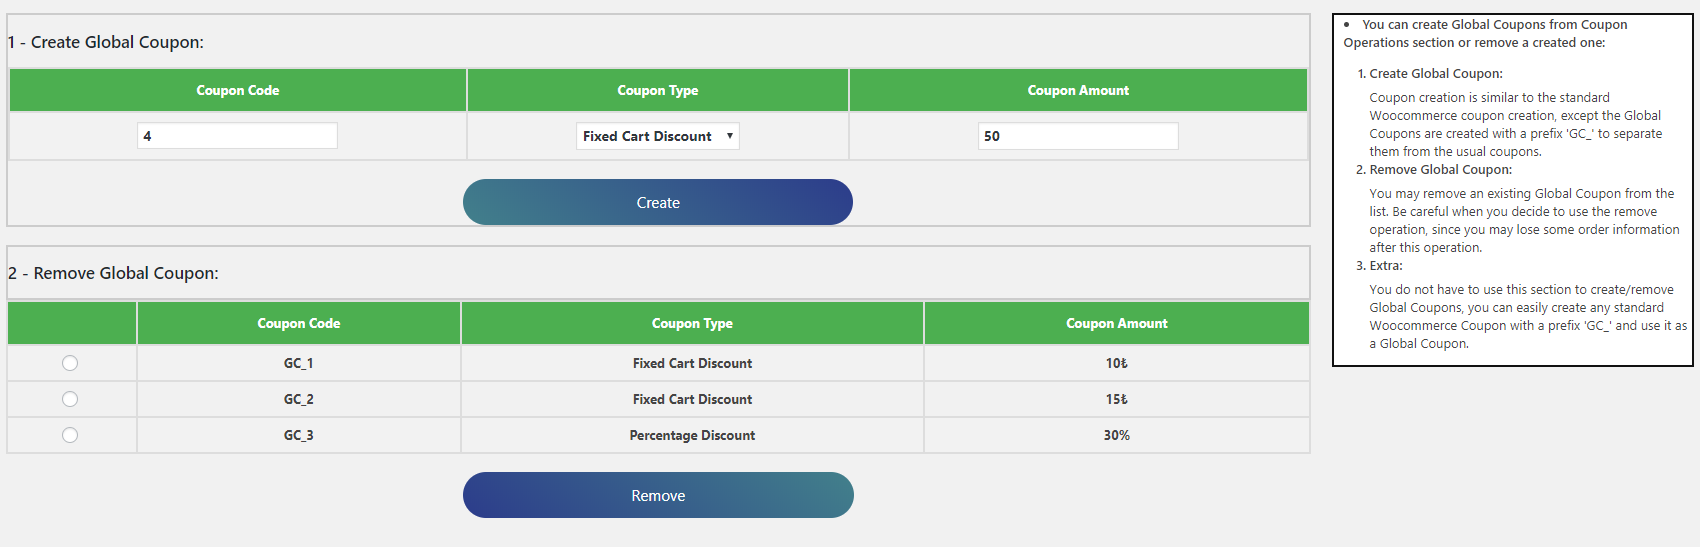 1 - Create Global Coupon:
Coupon Code Coupon Type Coupon Amount
4 Fixed Cart Discount 50
Create
2 - Remove Global Coupon:
Coupon Code Coupon Type Coupon Amount
GC_1 Fixed Cart Discount 10₺
GC_2 Fixed Cart Discount 15₺
GC_3 Percentage Discount 30%
Remove
• You can create Global Coupons from Coupon
Operations section or remove a created one:
1. Create Global Coupon:
Coupon creation is similar to the standard
Woocommerce coupon creation, except the Global
Coupons are created with a prefix 'GC_' to separate
them from the usual coupons.
2. Remove Global Coupon:
You may remove an existing Global Coupon from the
list. Be careful when you decide to use the remove
operation, since you may lose some order information
after this operation.
3. Extra:
You do not have to use this section to create/remove
Global Coupons, you can easily create any standard
Woocommerce Coupon with a prefix 'GC_' and use it as
a Global Coupon.